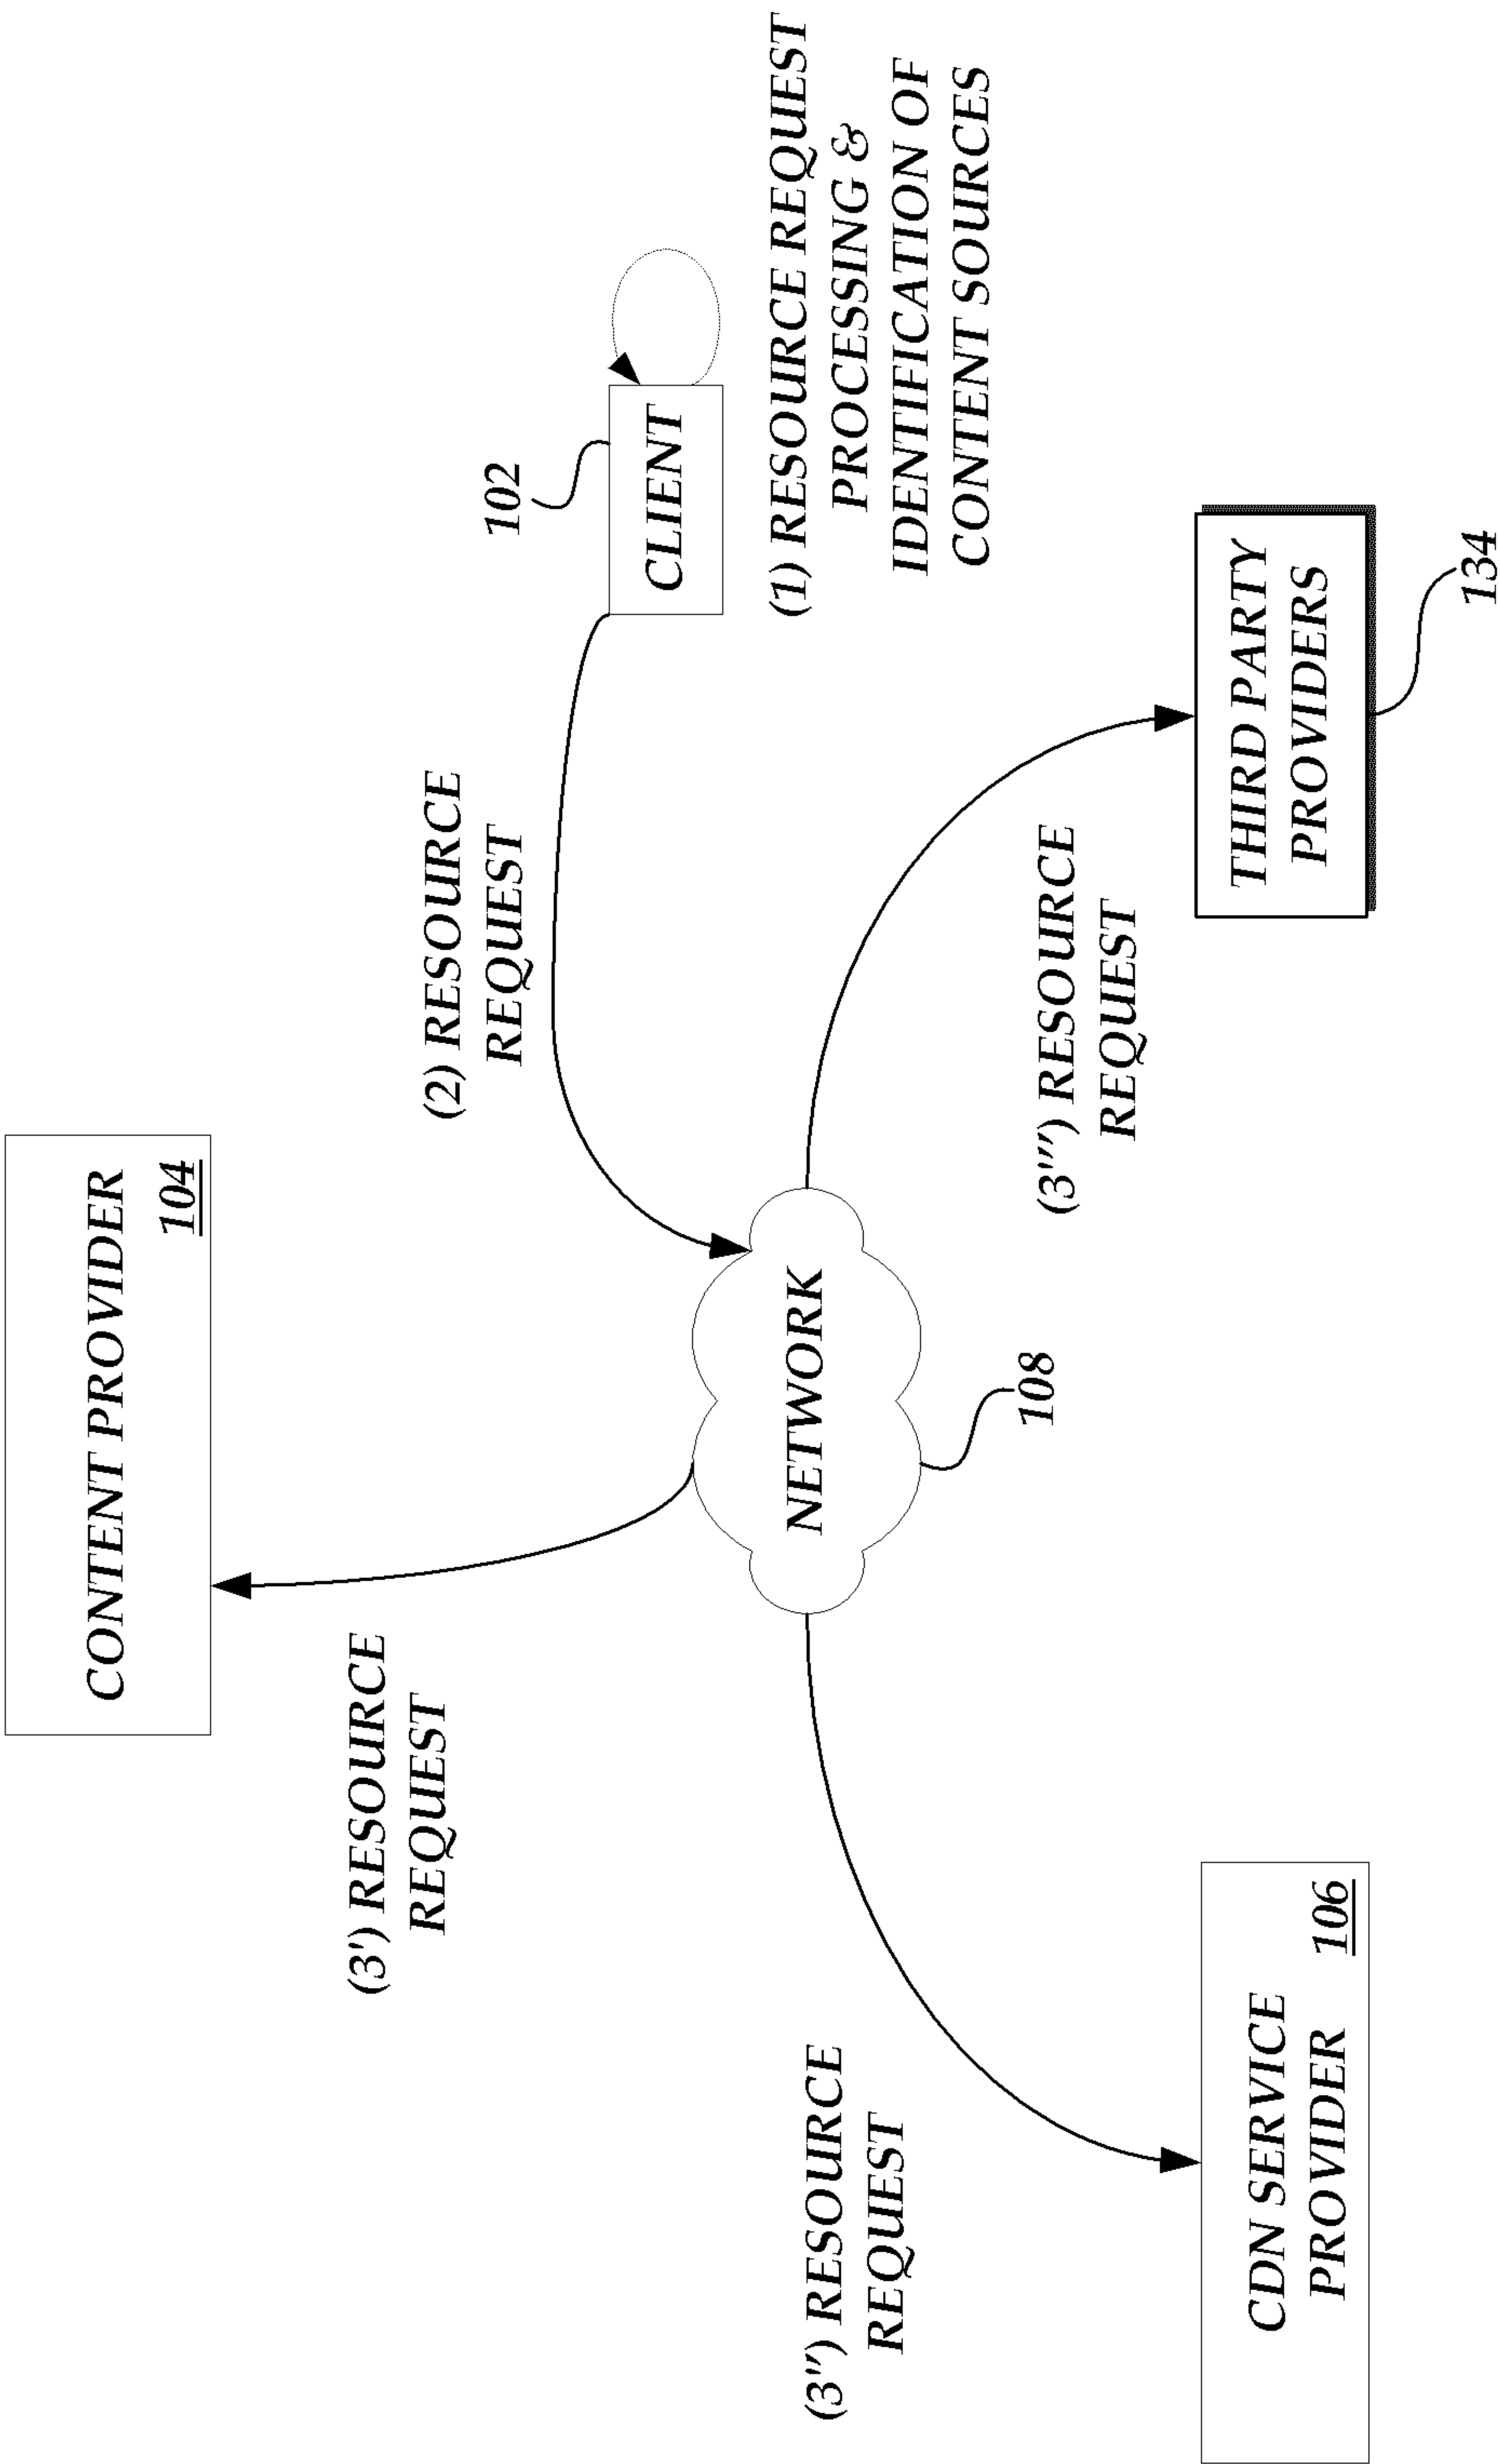 CONTENT PROVIDER
104
(3') RESOURCE
REQUEST
(2) RESOURCE
REQUEST
102
CLIENT
(1) RESOURCE REQUEST
PROCESSING &
IDENTIFICATION OF
CONTENT SOURCES
NETWORK
108
(3'') RESOURCE
REQUEST
(3''') RESOURCE
REQUEST
CDN SERVICE
PROVIDER
106
THIRD PARTY
PROVIDERS
134